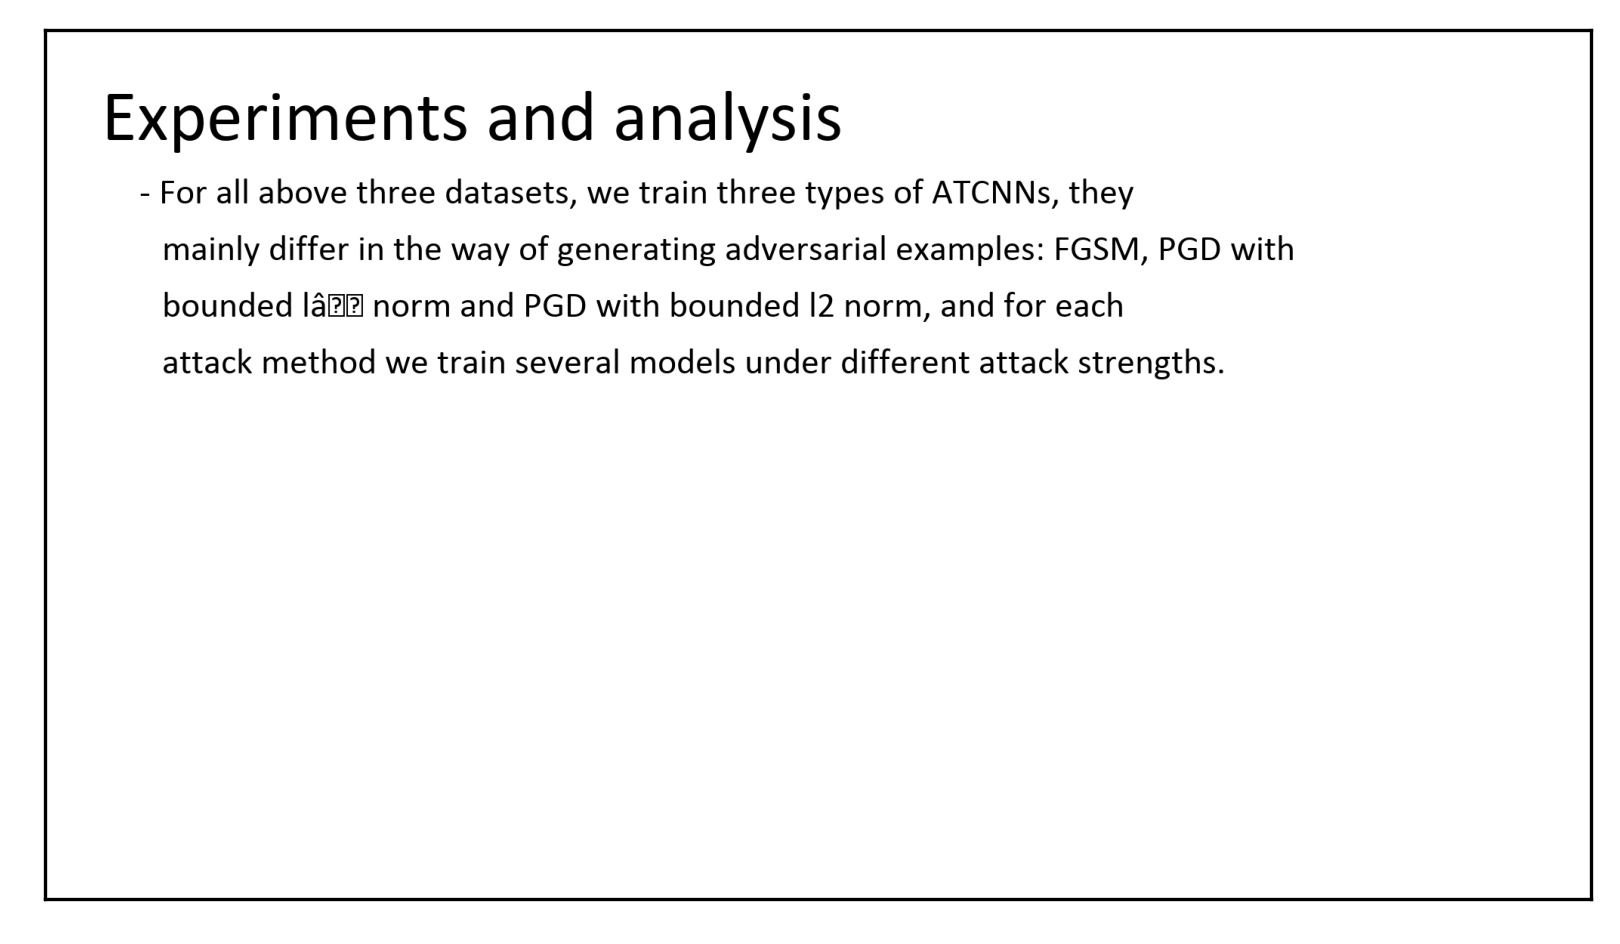 Experiments and analysis
- For all above three datasets, we train three types of ATCNNs, they
mainly differ in the way of generating adversarial examples: FGSM, PGD with
bounded lâ⍰⍰ norm and PGD with bounded l2 norm, and for each
attack method we train several models under different attack strengths.